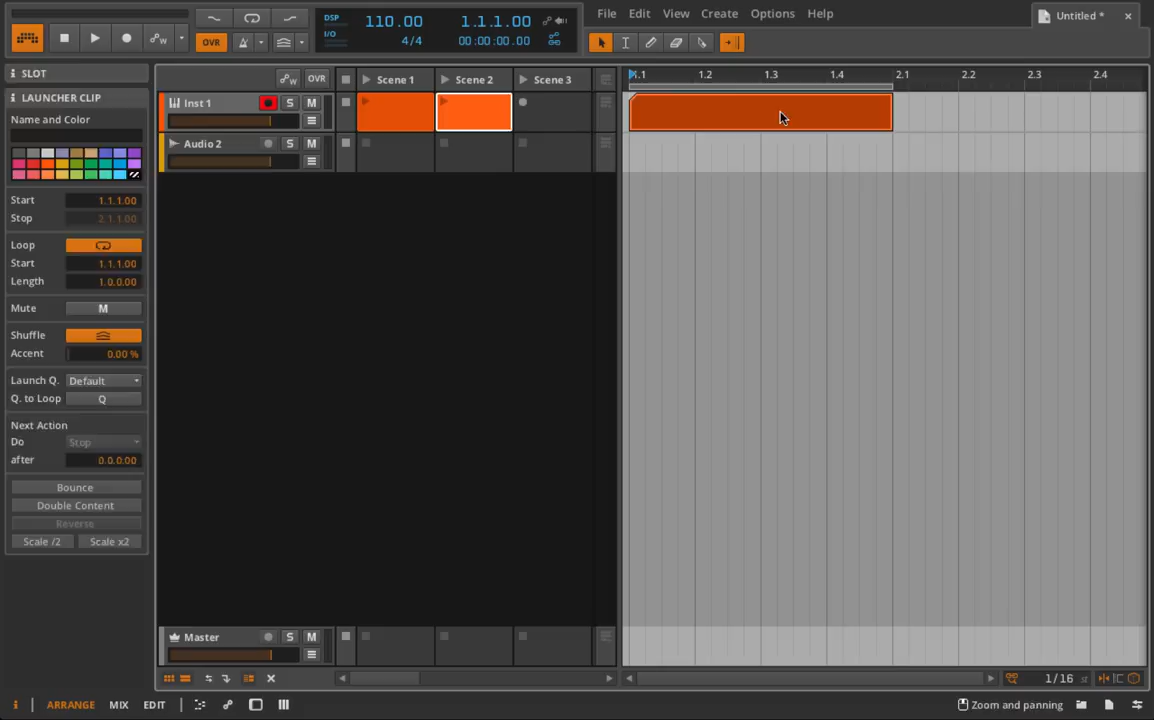 File Edit View Create Options Help
Untitled *
DSP
I/O
110.00
4/4
1.1.1.00
00:00:00.00
OVR
SLOT
LAUNCHER CLIP
Name and Color
Start 1.1.1.00
Stop 2.1.1.00
Loop
Start 1.1.1.00
Length 1.0.0.00
Mute M
Shuffle
Accent 0.00 %
Launch Q. Default
Q. to Loop Q
Next Action
Do Stop
after 0.0.0.00
Bounce
Double Content
Reverse
Scale /2 Scale x2
OVR
Scene 1 Scene 2 Scene 3
Inst 1 S M
Audio 2 S M
Master S M
1.2 1.3 1.4 2.1 2.2 2.3 2.4
1/16 st
i ARRANGE MIX EDIT
Zoom and panning